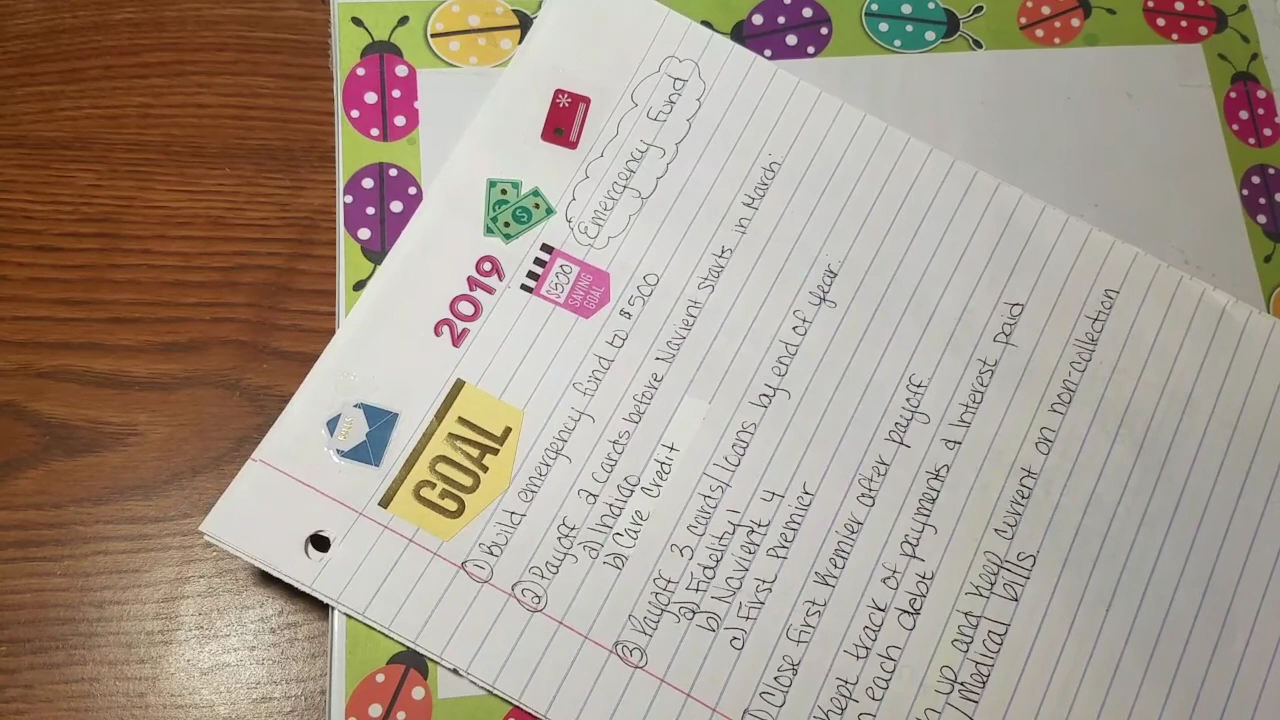 BILLS
2019
GOAL
$500
SAVING
GOAL
Emergency Fund
① Build emergency fund to $500
② Payoff 2 cards before Navient starts in March:
a) Indigo
b) Care Credit
③ Payoff 3 cards/loans by end of year:
a) Fidelity 1
b) Navient 4
c) First Premier
Close First Premier after payoff.
Kept track of payments & interest paid
each debt
up and keep current on non-collection
/Medical bills.